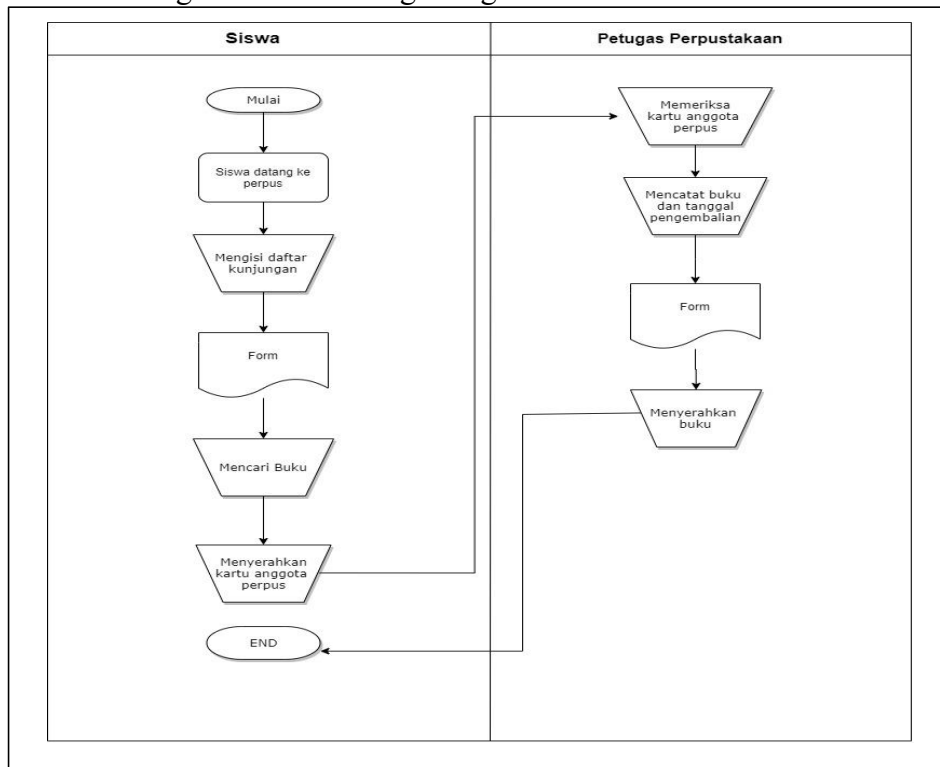 Siswa
Petugas Perpustakaan
Mulai
Siswa datang ke
perpus
Mengisi daftar
kunjungan
Form
Mencari Buku
Menyerahkan
kartu anggota
perpus
END
Memeriksa
kartu anggota
perpus
Mencatat buku
dan tanggal
pengembalian
Form
Menyerahkan
buku